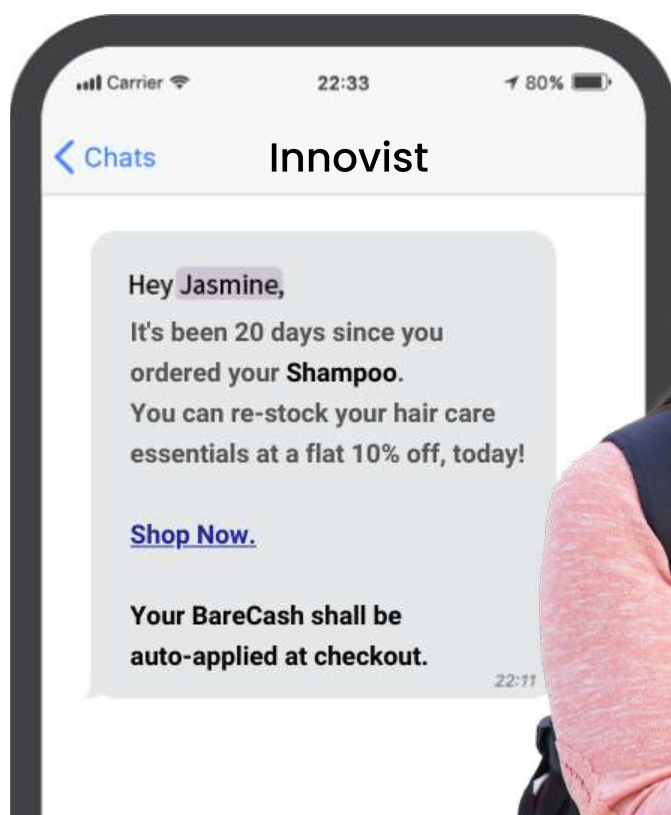 Carrier 22:33 80%
Chats Innovist
Hey Jasmine,
It's been 20 days since you
ordered your Shampoo.
You can re-stock your hair care
essentials at a flat 10% off, today!
Shop Now.
Your BareCash shall be
auto-applied at checkout.
22:11